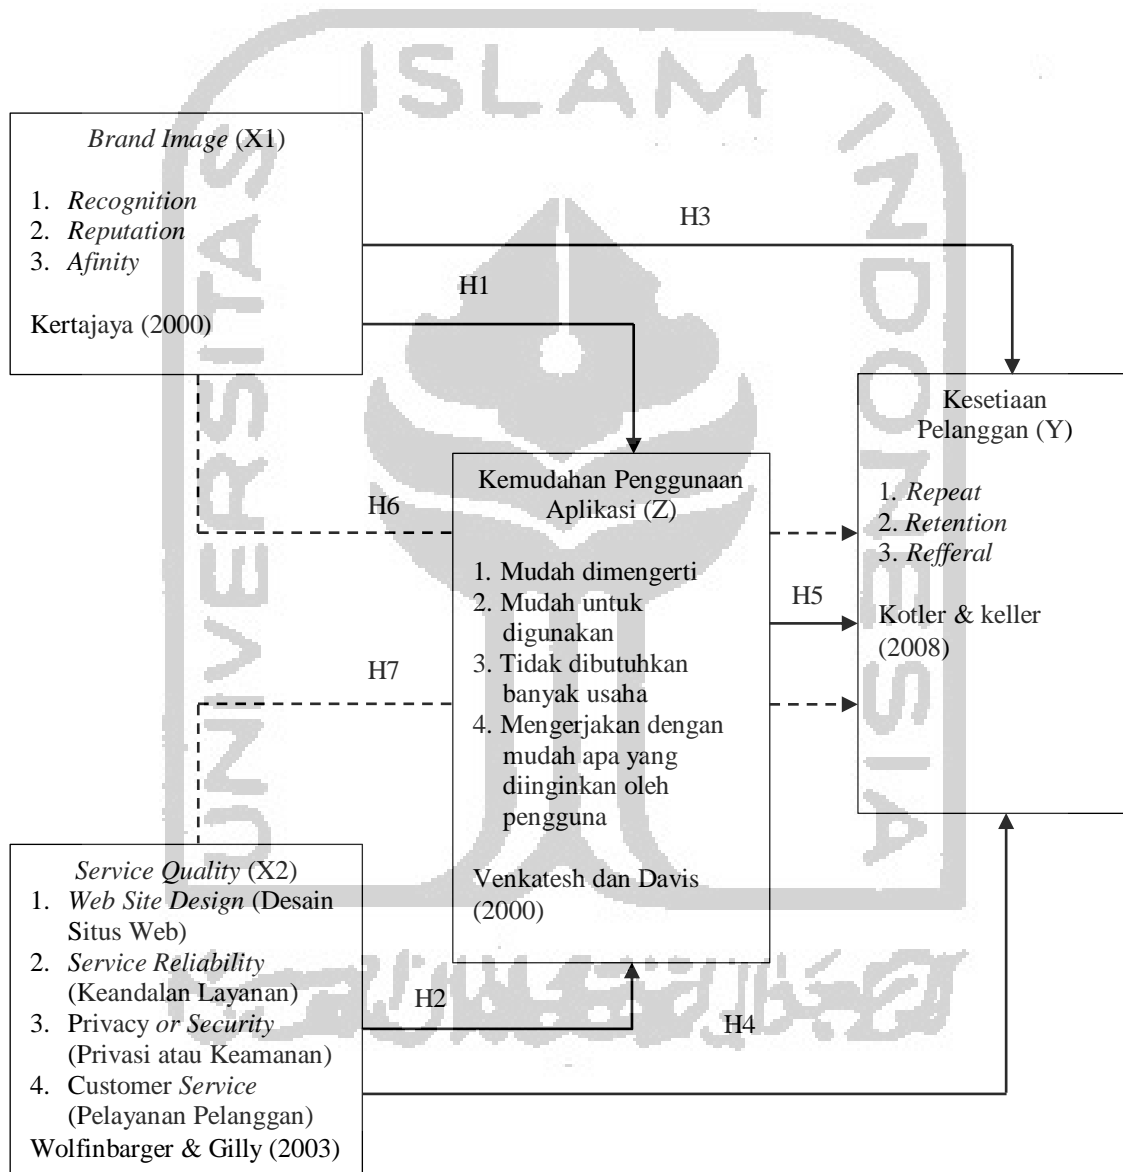 UNIVERSITAS
ISLAM
INDONESIA
Brand Image (X1)
1. Recognition
2. Reputation
3. Afinity
Kertajaya (2000)
H3
H1
Kesetiaan
Pelanggan (Y)
1. Repeat
2. Retention
3. Refferal
Kotler & keller
(2008)
H6
Kemudahan Penggunaan
Aplikasi (Z)
1. Mudah dimengerti
2. Mudah untuk
digunakan
3. Tidak dibutuhkan
banyak usaha
4. Mengerjakan dengan
mudah apa yang
diinginkan oleh
pengguna
Venkatesh dan Davis
(2000)
H5
H7
Service Quality (X2)
1. Web Site Design (Desain
Situs Web)
2. Service Reliability
(Keandalan Layanan)
3. Privacy or Security
(Privasi atau Keamanan)
4. Customer Service
(Pelayanan Pelanggan)
Wolfinbarger & Gilly (2003)
H2
H4